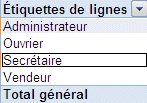 Étiquettes de lignes
Administrateur
Ouvrier
Secrétaire
Vendeur
Total général